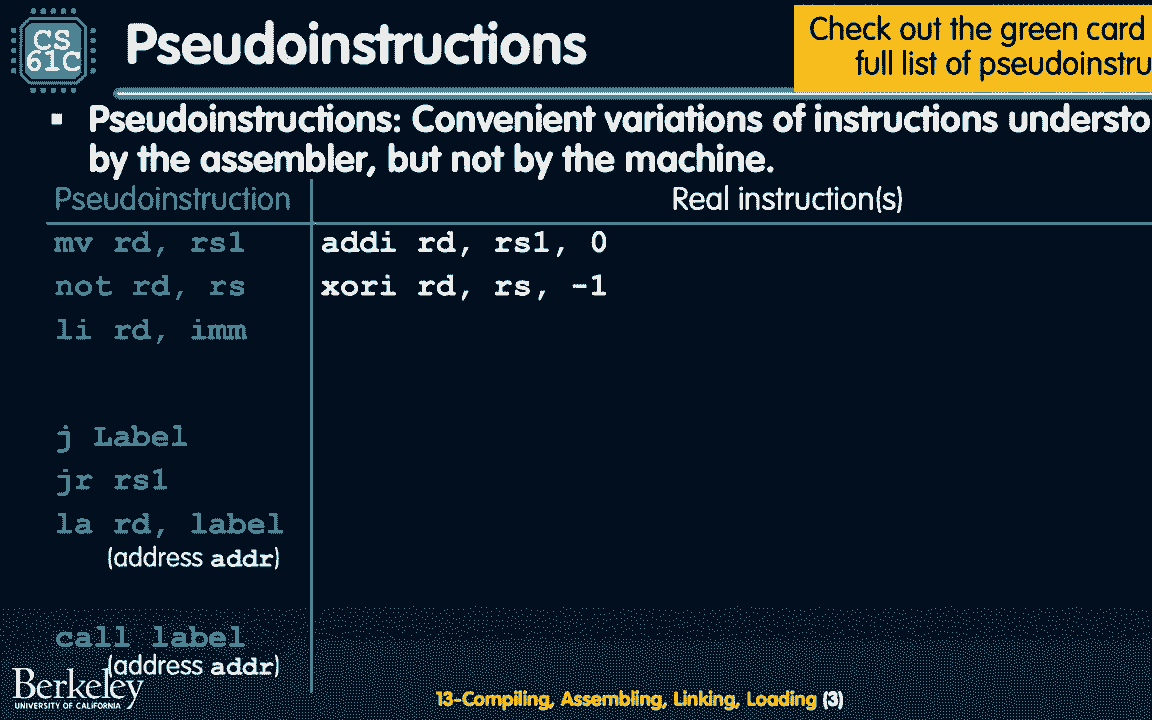 CS
61C
Pseudoinstructions
Check out the green card
full list of pseudoinstru
▪ Pseudoinstructions: Convenient variations of instructions understo
by the assembler, but not by the machine.
Pseudoinstruction Real instruction(s)
mv rd, rs1 addi rd, rs1, 0
not rd, rs xori rd, rs, -1
li rd, imm
j Label
jr rs1
la rd, label
(address addr)
call label
(address addr)
Berkeley
UNIVERSITY OF CALIFORNIA
13-Compiling, Assembling, Linking, Loading (3)